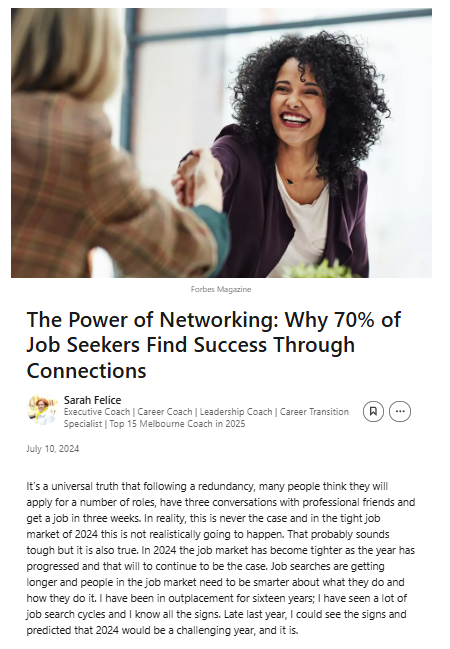 Forbes Magazine
The Power of Networking: Why 70% of
Job Seekers Find Success Through
Connections
Sarah Felice
Executive Coach | Career Coach | Leadership Coach | Career Transition
Specialist | Top 15 Melbourne Coach in 2025
July 10, 2024
It's a universal truth that following a redundancy, many people think they will
apply for a number of roles, have three conversations with professional friends and
get a job in three weeks. In reality, this is never the case and in the tight job
market of 2024 this is not realistically going to happen. That probably sounds
tough but it is also true. In 2024 the job market has become tighter as the year has
progressed and that will to continue to be the case. Job searches are getting
longer and people in the job market need to be smarter about what they do and
how they do it. I have been in outplacement for sixteen years; I have seen a lot of
job search cycles and I know all the signs. Late last year, I could see the signs and
predicted that 2024 would be a challenging year, and it is.